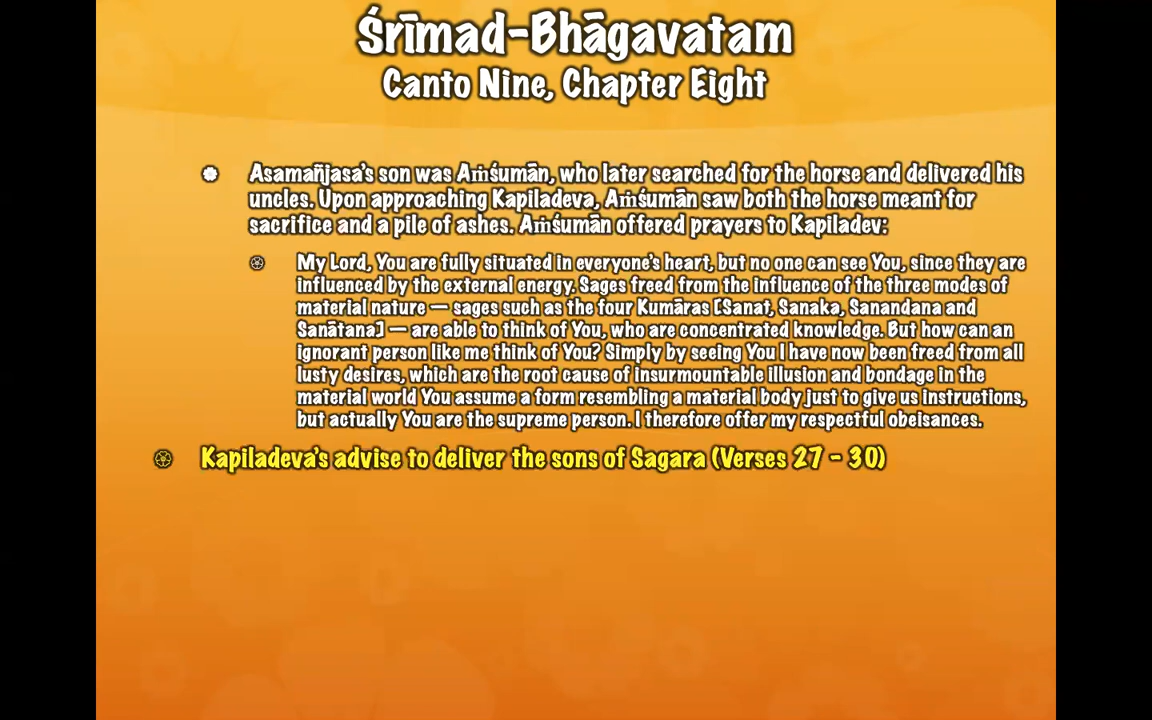 Śrīmad-Bhāgavatam
Canto Nine, Chapter Eight
Asamañjasa's son was Aṁśumān, who later searched for the horse and delivered his
uncles. Upon approaching Kapiladeva, Aṁśumān saw both the horse meant for
sacrifice and a pile of ashes. Aṁśumān offered prayers to Kapiladev:
My Lord, You are fully situated in everyone's heart, but no one can see You, since they are
influenced by the external energy. Sages freed from the influence of the three modes of
material nature — sages such as the four Kumāras [Sanat, Sanaka, Sanandana and
Sanātana] — are able to think of You, who are concentrated knowledge. But how can an
ignorant person like me think of You? Simply by seeing You I have now been freed from all
lusty desires, which are the root cause of insurmountable illusion and bondage in the
material world You assume a form resembling a material body just to give us instructions,
but actually You are the supreme person. I therefore offer my respectful obeisances.
Kapiladeva's advise to deliver the sons of Sagara (Verses 27 – 30)